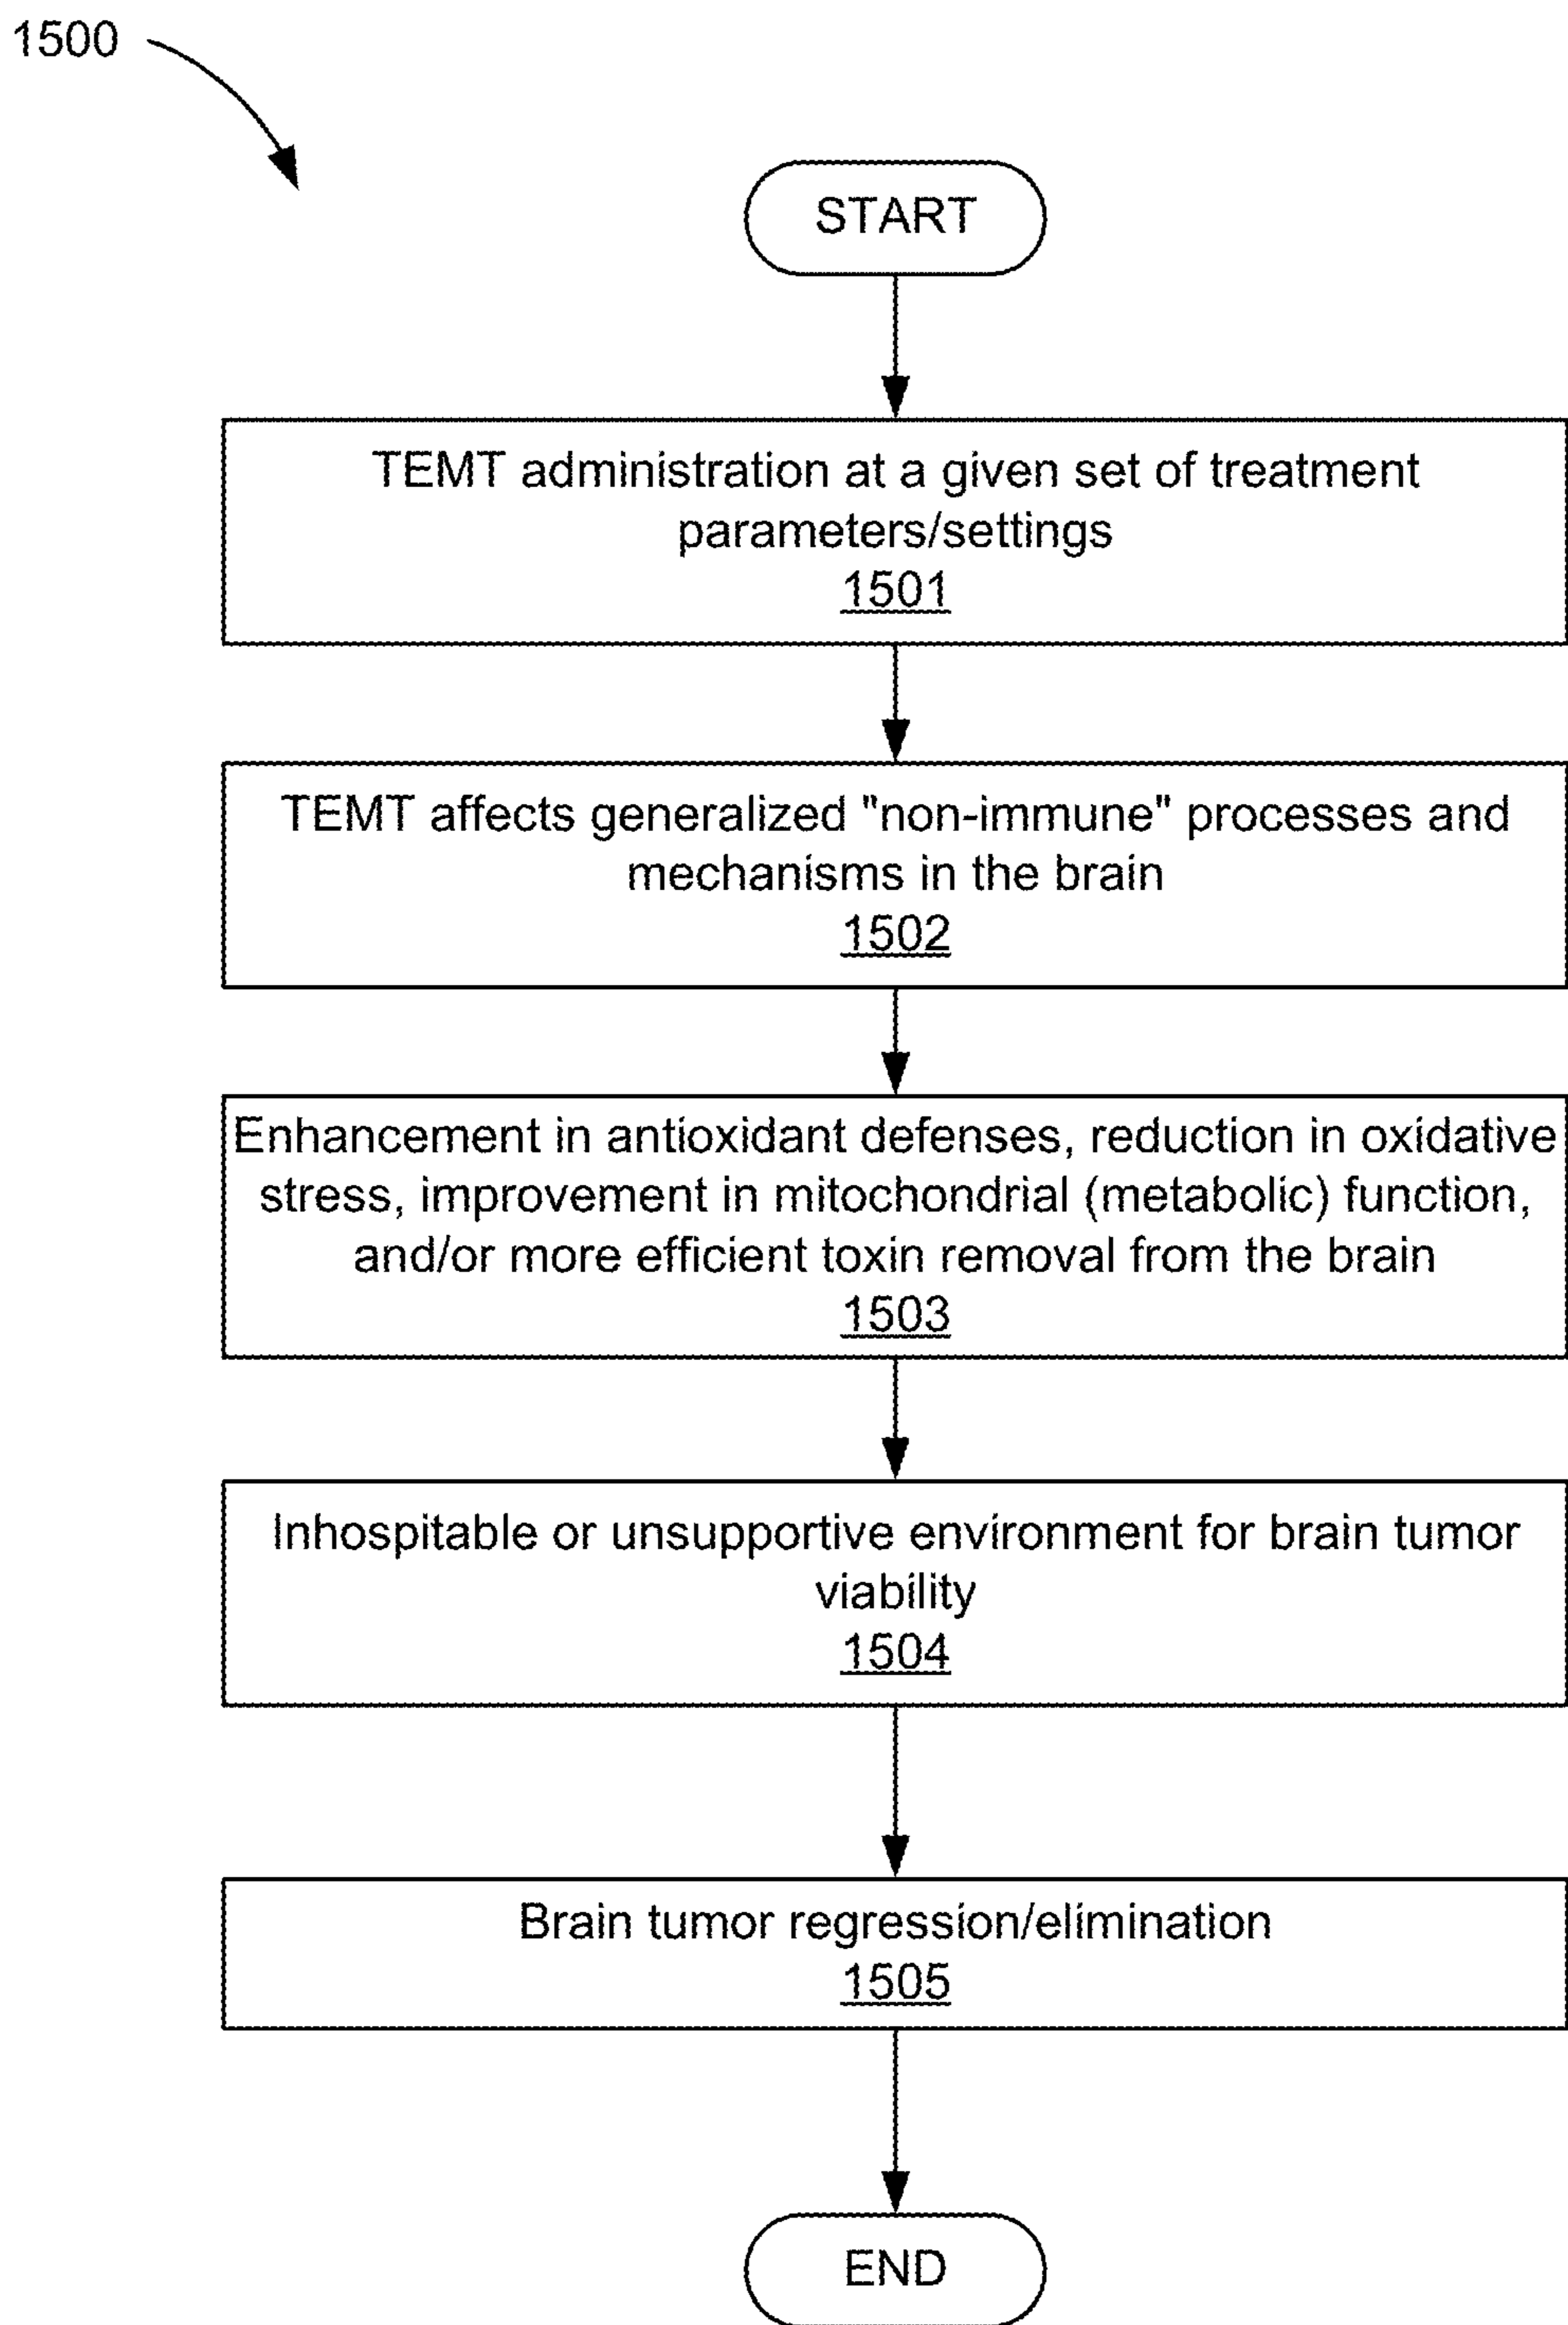 1500
START
TEMT administration at a given set of treatment
parameters/settings
1501
TEMT affects generalized "non-immune" processes and
mechanisms in the brain
1502
Enhancement in antioxidant defenses, reduction in oxidative
stress, improvement in mitochondrial (metabolic) function,
and/or more efficient toxin removal from the brain
1503
Inhospitable or unsupportive environment for brain tumor
viability
1504
Brain tumor regression/elimination
1505
END